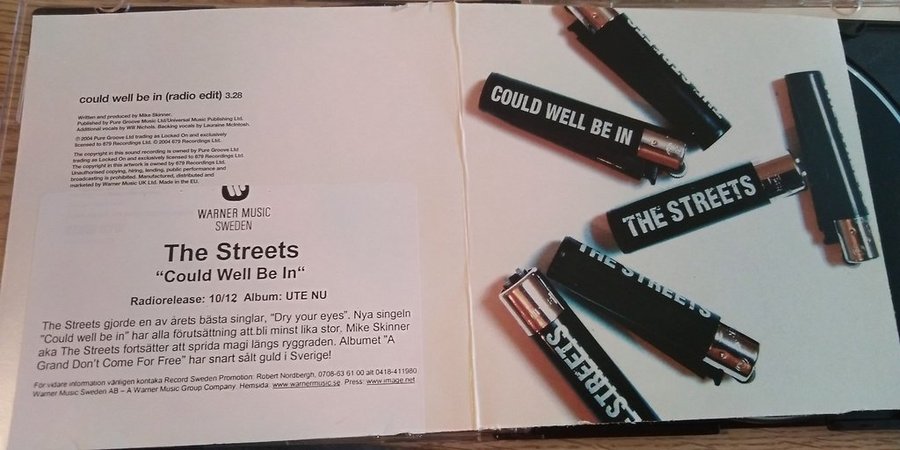 could well be in (radio edit) 3.28
Written and produced by Mike Skinner.
Published by Pure Groove Music Ltd/Universal Music Publishing Ltd.
Additional vocals by Will Nichols. Backing vocals by Lauraine McIntosh.
℗ 2004 Pure Groove Ltd trading as Locked On and exclusively
licensed to 679 Recordings Ltd. © 2004 679 Recordings Ltd.
The copyright in this sound recording is owned by Pure Groove Ltd
trading as Locked On and exclusively licensed to 679 Recordings Ltd.
The copyright in this artwork is owned by 679 Recordings Ltd.
Unauthorised copying, hiring, lending, public performance and
broadcasting is prohibited. Manufactured, distributed and
marketed by Warner Music UK Ltd. Made in the EU.
WARNER MUSIC
SWEDEN
The Streets
"Could Well Be In"
Radiorelease: 10/12 Album: UTE NU
The Streets gjorde en av årets bästa singlar, "Dry your eyes". Nya singeln
"Could well be in" har alla förutsättning att bli minst lika stor. Mike Skinner
aka The Streets fortsätter att sprida magi längs ryggraden. Albumet "A
Grand Don't Come For Free" har snart sålt guld i Sverige!
För vidare information vänligen kontaka Record Sweden Promotion: Robert Nordbergh, 0708-63 61 00 alt 0418-411980
Warner Music Sweden AB – A Warner Music Group Company. Hemsida: www.warnermusic.se Press: www.image.net
COULD WELL BE IN
THE STREETS
THE STREETS
STREETS